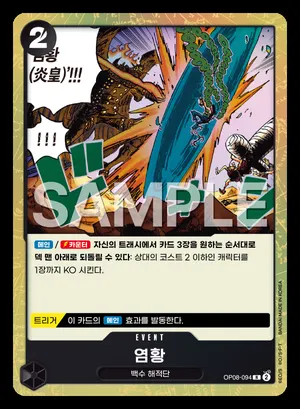 2
염황
(炎皇)’!!!
!!!
SAMPLE
메인 / 카운터 자신의 트래시에서 카드 3장을 원하는 순서대로
덱 맨 아래로 되돌릴 수 있다: 상대의 코스트 2 이하인 캐릭터를
1장까지 KO 시킨다.
트리거 이 카드의 메인 효과를 발동한다.
EVENT
염황
백수 해적단
OP08-094 R 2